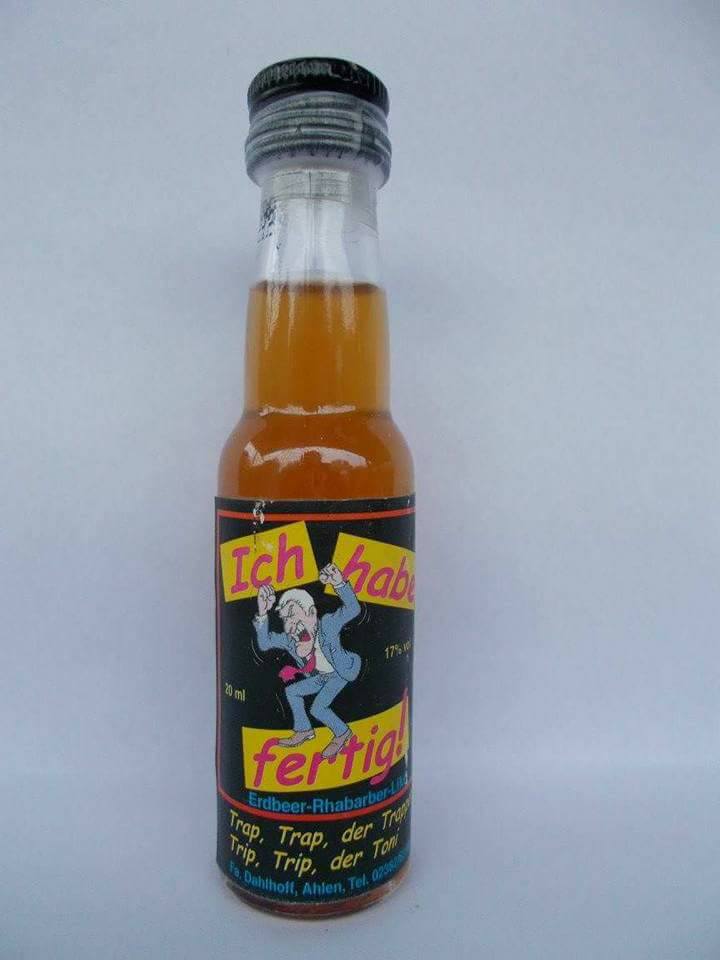 Ich habe
17% vol
20 ml
fertig!
Erdbeer-Rhabarber-Lik
Trap, Trap, der Trapp
Trip, Trip, der Toni
Fa. Dahlhoff, Ahlen, Tel.